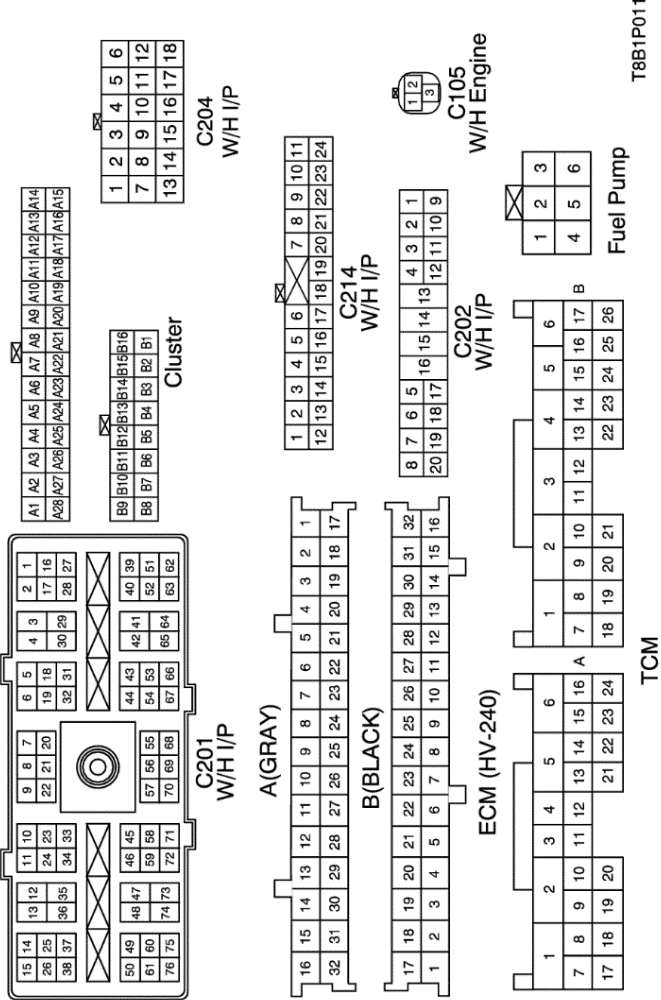 15 14 13 12 11 10 9 8 7 6 5 4 3 2 1
26 25 36 35 24 23 22 21 20 19 18 30 29 17 16
38 37 34 33 32 31 28 27
50 49 48 47 46 45 57 56 55 44 43 42 41 40 39
61 60 59 58 54 53 52 51
76 75 74 73 72 71 70 69 68 67 66 65 64 63 62
C201
W/H I/P
A1 A2 A3 A4 A5 A6 A7 A8 A9 A10 A11 A12 A13 A14
A28 A27 A26 A25 A24 A23 A22 A21 A20 A19 A18 A17 A16 A15
B9 B10 B11 B12 B13 B14 B15 B16
B8 B7 B6 B5 B4 B3 B2 B1
Cluster
1 2 3 4 5 6
7 8 9 10 11 12
13 14 15 16 17 18
C204
W/H I/P
A(GRAY)
16 15 14 13 12 11 10 9 8 7 6 5 4 3 2 1
32 31 30 29 28 27 26 25 24 23 22 21 20 19 18 17
B(BLACK)
17 18 19 20 21 22 23 24 25 26 27 28 29 30 31 32
1 2 3 4 5 6 7 8 9 10 11 12 13 14 15 16
ECM (HV-240)
1 2 3 4 5 6 7 8 9 10 11
12 13 14 15 16 17 18 19 20 21 22 23 24
C214
W/H I/P
8 7 6 5 16 15 14 13 4 3 2 1
20 19 18 17 12 11 10 9
C202
W/H I/P
1 2
3
C105
W/H Engine
1 2 3 4 5 6
7 8 9 10 11 12 13 14 15 16
17 18 19 20 21 22 23 24
A
1 2 3 4 5 6
7 8 9 10 11 12 13 14 15 16 17
18 19 20 21 22 23 24 25 26
B
TCM
1 2 3
4 5 6
Fuel Pump
T8B1P011